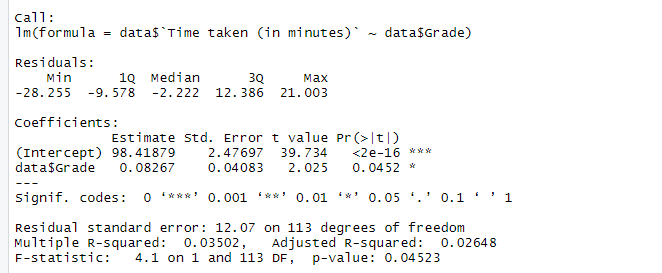 Call:
lm(formula = data$`Time taken (in minutes)` ~ data$Grade)
Residuals:
Min 1Q Median 3Q Max
-28.255 -9.578 -2.222 12.386 21.003
Coefficients:
Estimate Std. Error t value Pr(>|t|)
(Intercept) 98.41879 2.47697 39.734 <2e-16 ***
data$Grade 0.08267 0.04083 2.025 0.0452 *
---
Signif. codes: 0 ‘***’ 0.001 ‘**’ 0.01 ‘*’ 0.05 ‘.’ 0.1 ‘ ’ 1
Residual standard error: 12.07 on 113 degrees of freedom
Multiple R-squared: 0.03502, Adjusted R-squared: 0.02648
F-statistic: 4.1 on 1 and 113 DF, p-value: 0.04523